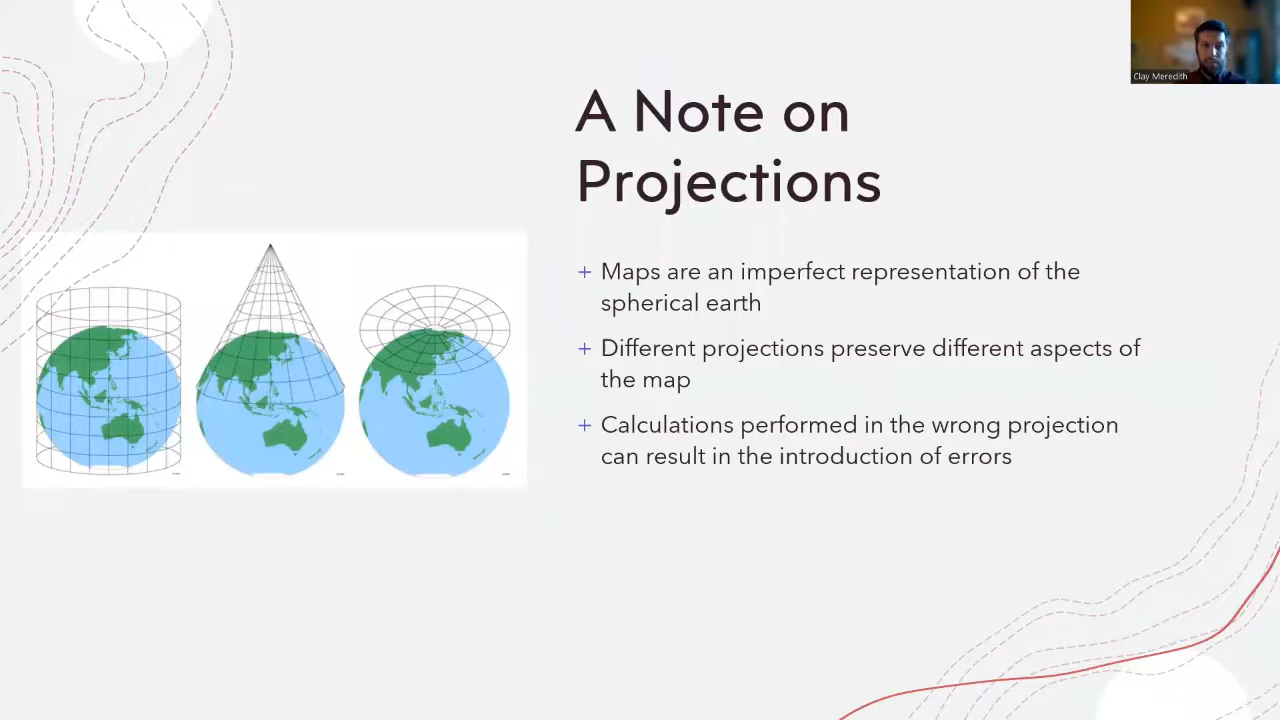 Clay Meredith
A Note on
Projections
+ Maps are an imperfect representation of the
spherical earth
+ Different projections preserve different aspects of
the map
+ Calculations performed in the wrong projection
can result in the introduction of errors